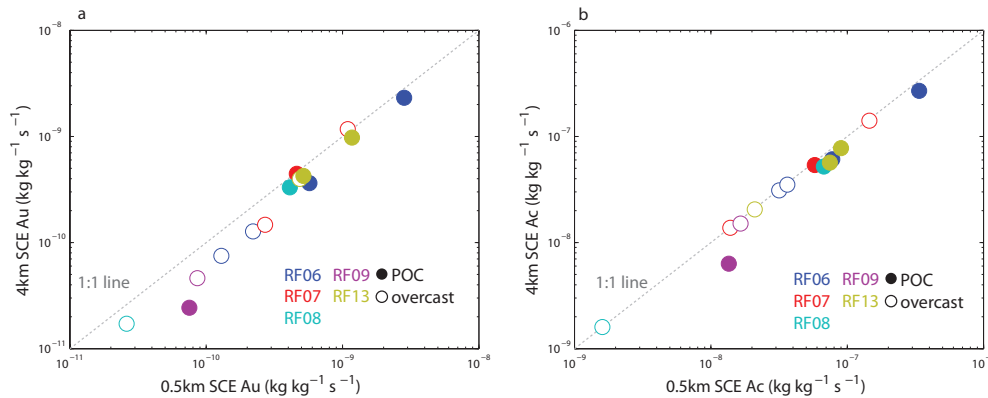 a
10⁻⁸
10⁻⁹
10⁻¹⁰
10⁻¹¹
4km SCE Au (kg kg⁻¹ s⁻¹)
1:1 line
RF06 RF09 POC
RF07 RF13 overcast
RF08
10⁻¹¹ 10⁻¹⁰ 10⁻⁹ 10⁻⁸
0.5km SCE Au (kg kg⁻¹ s⁻¹)
b
10⁻⁶
10⁻⁷
10⁻⁸
10⁻⁹
4km SCE Ac (kg kg⁻¹ s⁻¹)
1:1 line
RF06 RF09 POC
RF07 RF13 overcast
RF08
10⁻⁹ 10⁻⁸ 10⁻⁷
0.5km SCE Ac (kg kg⁻¹ s⁻¹)